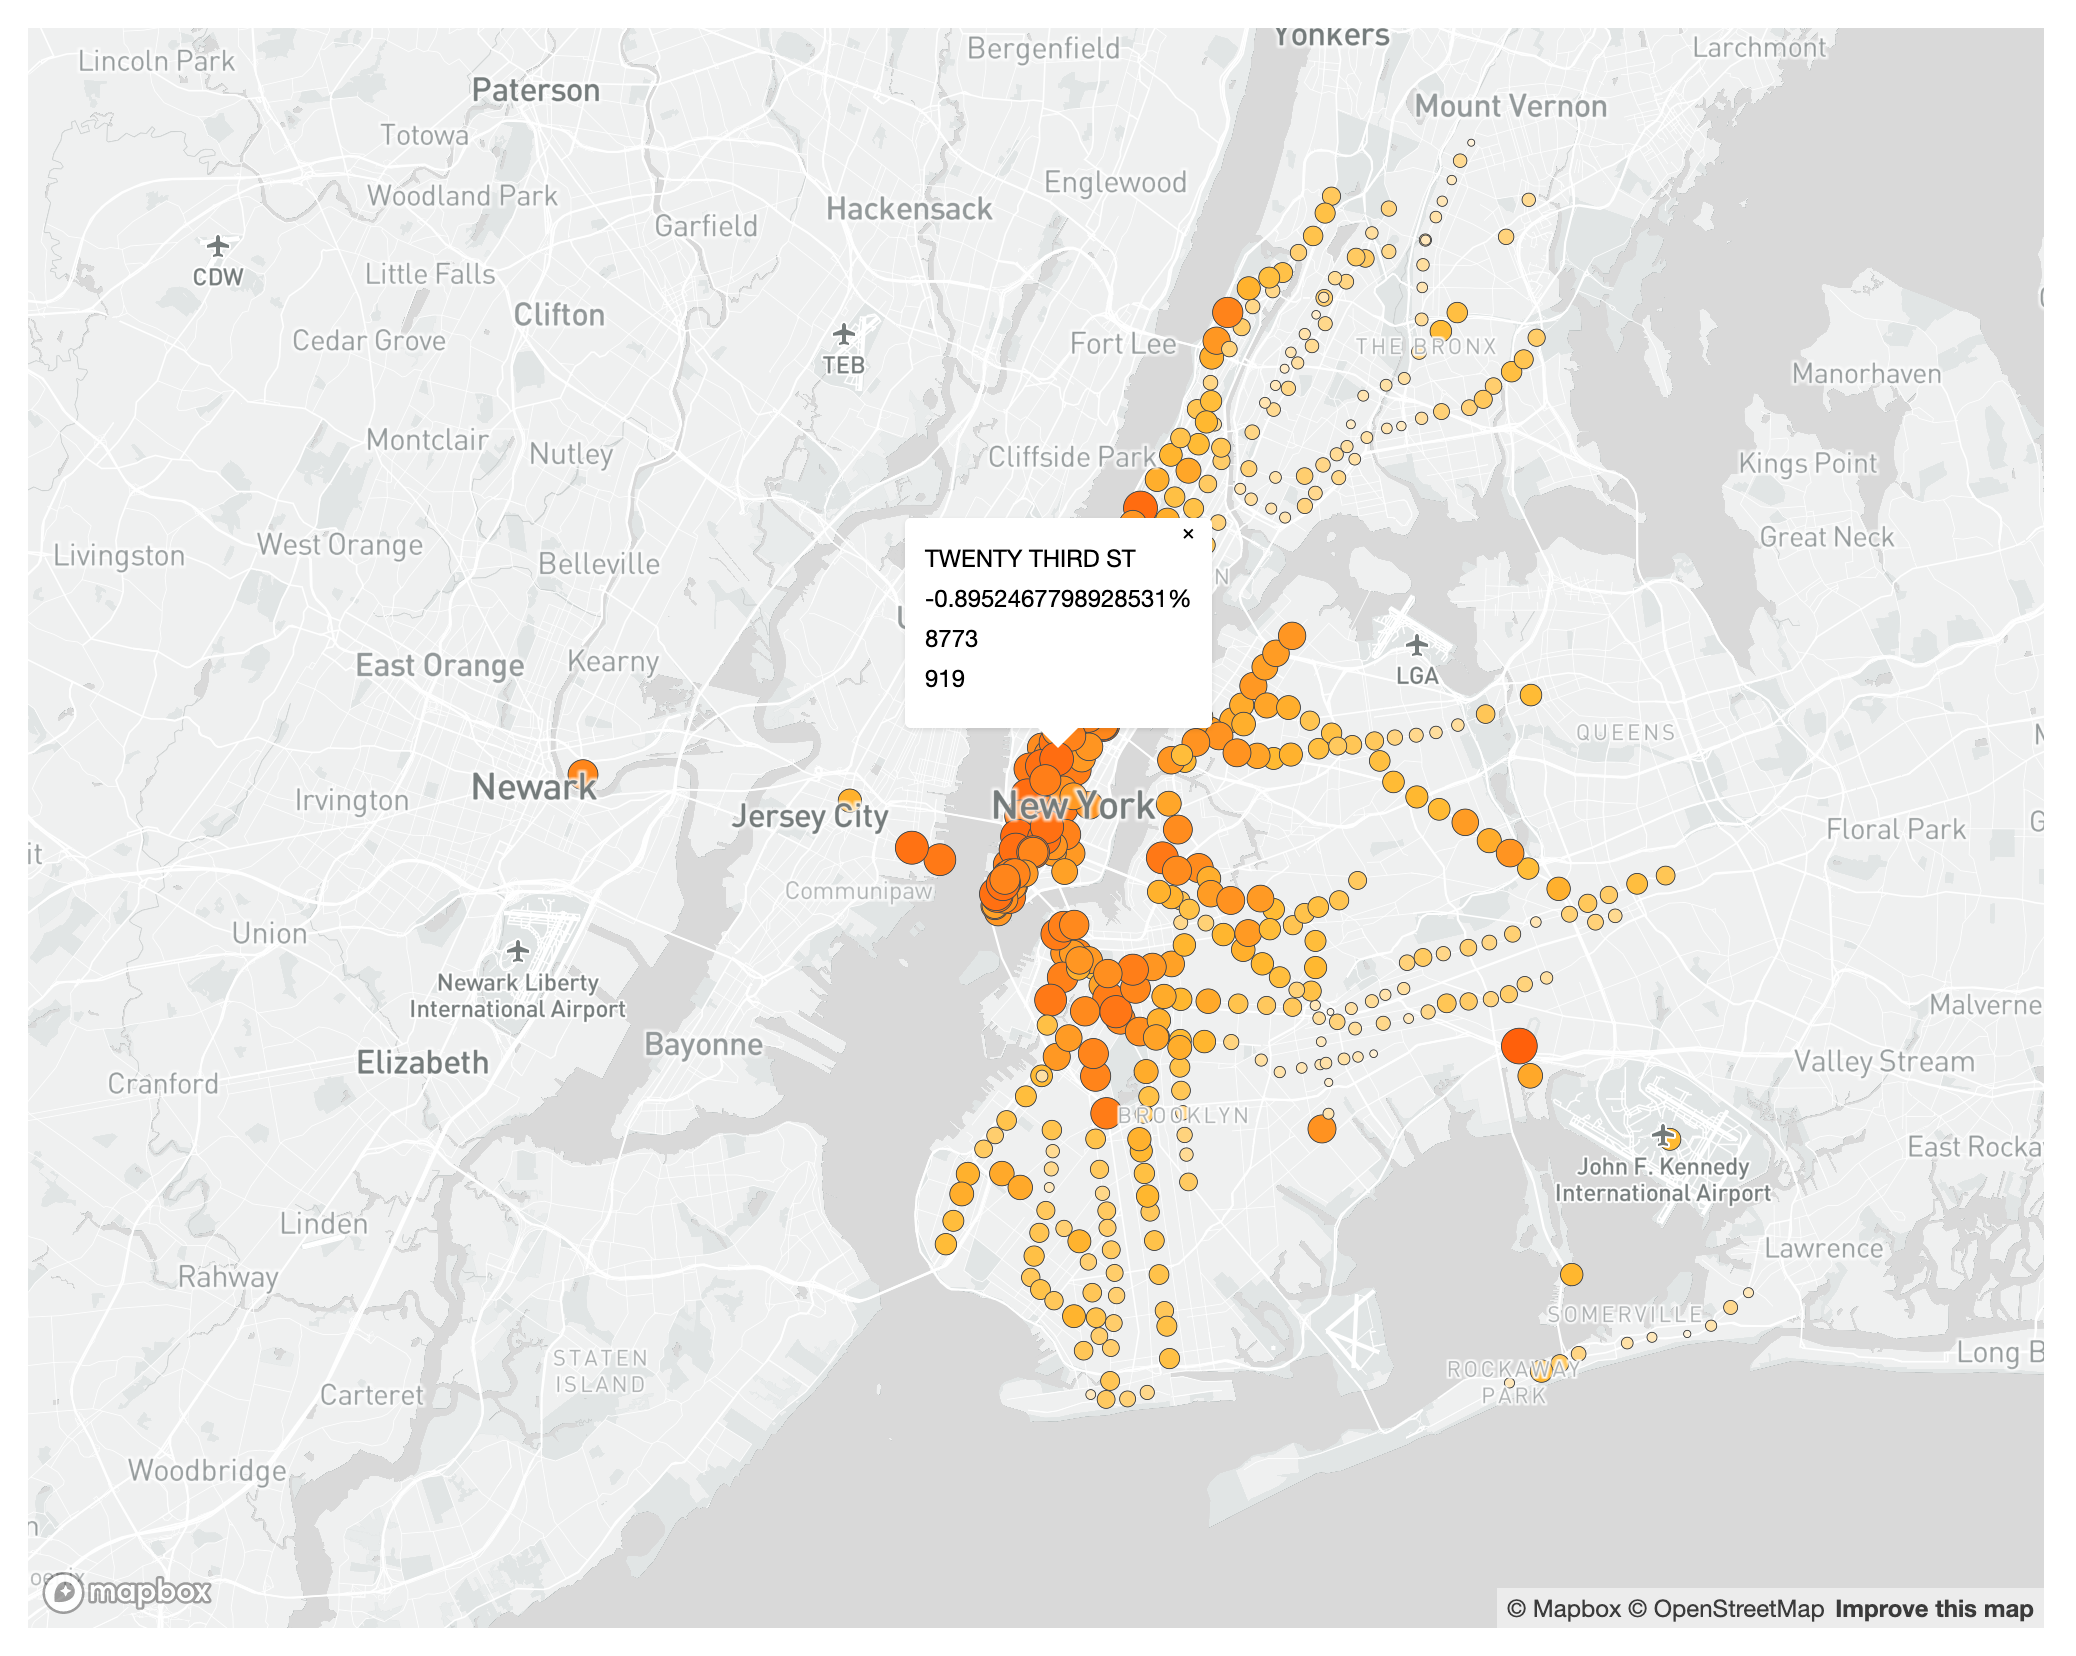 Yonkers
Lincoln Park
Bergenfield
Larchmont
Paterson
Mount Vernon
Totowa
Woodland Park
Englewood
Hackensack
Garfield
CDW
Little Falls
Clifton
Cedar Grove
Fort Lee
THE BRONX
TEB
Manorhaven
Montclair
Nutley
Cliffside Park
Kings Point
Livingston
West Orange
Belleville
Great Neck
×
TWENTY THIRD ST
-0.8952467798928531%
8773
919
East Orange
Kearny
LGA
QUEENS
Newark
Irvington
Jersey City
New York
Floral Park
Communipaw
Union
Newark Liberty
International Airport
Malverne
Bayonne
Elizabeth
Cranford
Valley Stream
BROOKLYN
East Rocka
John F. Kennedy
International Airport
Linden
Lawrence
Rahway
SOMERVILLE
STATEN
ISLAND
Long B
ROCKAWAY
PARK
Carteret
Woodbridge
mapbox
© Mapbox © OpenStreetMap Improve this map